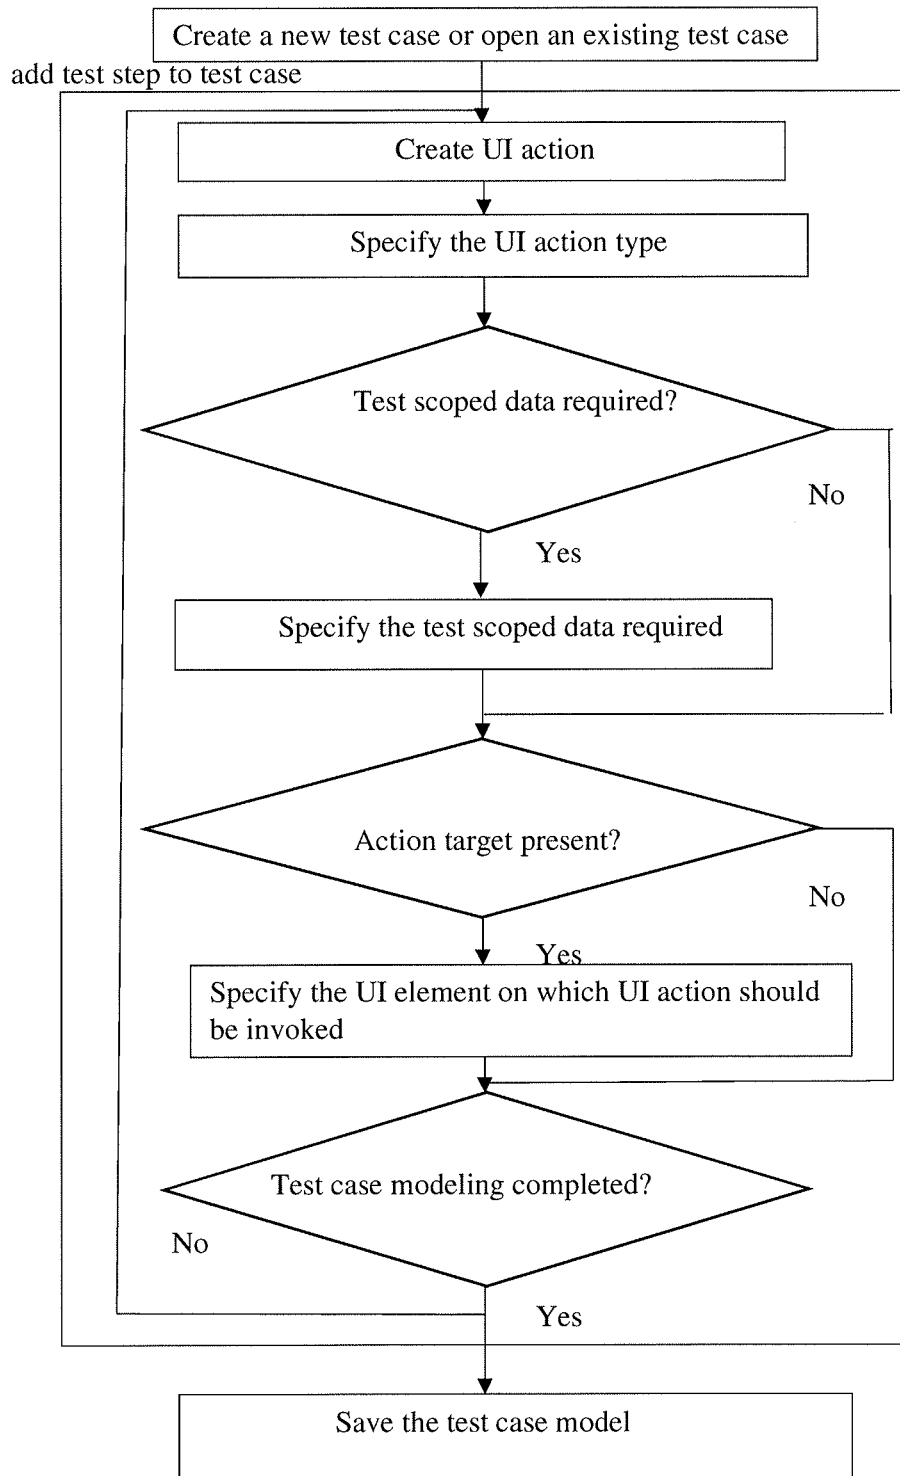 Create a new test case or open an existing test case
add test step to test case
Create UI action
Specify the UI action type
Test scoped data required?
No
Yes
Specify the test scoped data required
Action target present?
No
Yes
Specify the UI element on which UI action should
be invoked
Test case modeling completed?
No
Yes
Save the test case model